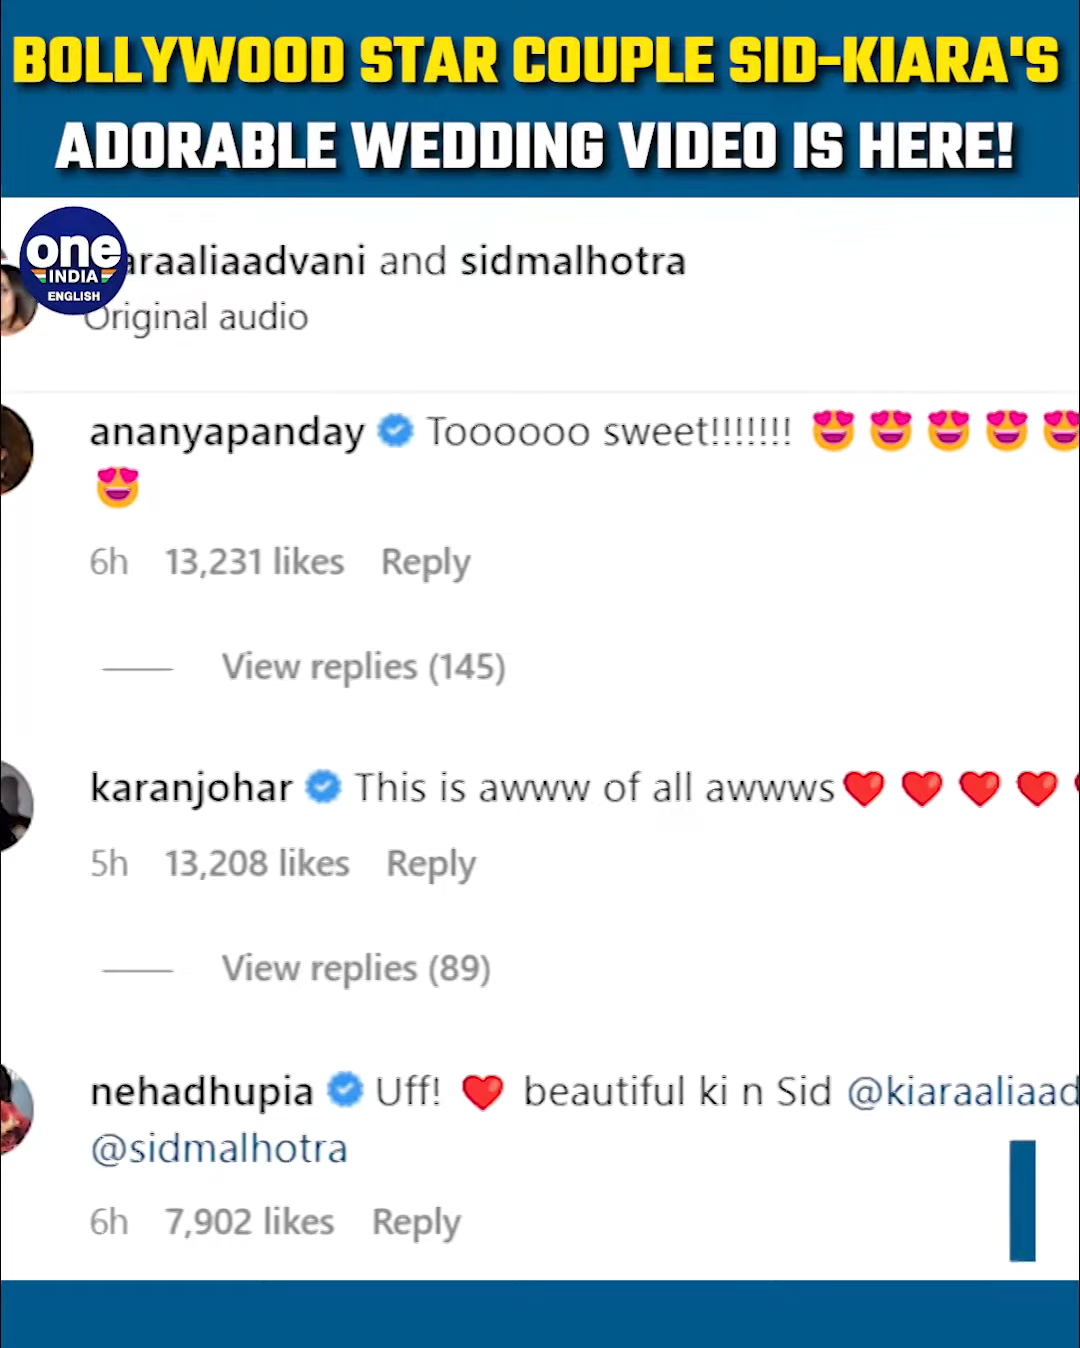 BOLLYWOOD STAR COUPLE SID-KIARA'S
ADORABLE WEDDING VIDEO IS HERE!
one
INDIA
ENGLISH
araaliaadvani and sidmalhotra
Original audio
ananyapanday Toooooo sweet!!!!!!! 😍 😍 😍 😍 😍
😍
6h 13,231 likes Reply
View replies (145)
karanjohar This is awww of all awwws❤️ ❤️ ❤️ ❤️
5h 13,208 likes Reply
View replies (89)
nehadhupia Uff! ❤️ beautiful ki n Sid @kiaraaliaad
@sidmalhotra
6h 7,902 likes Reply